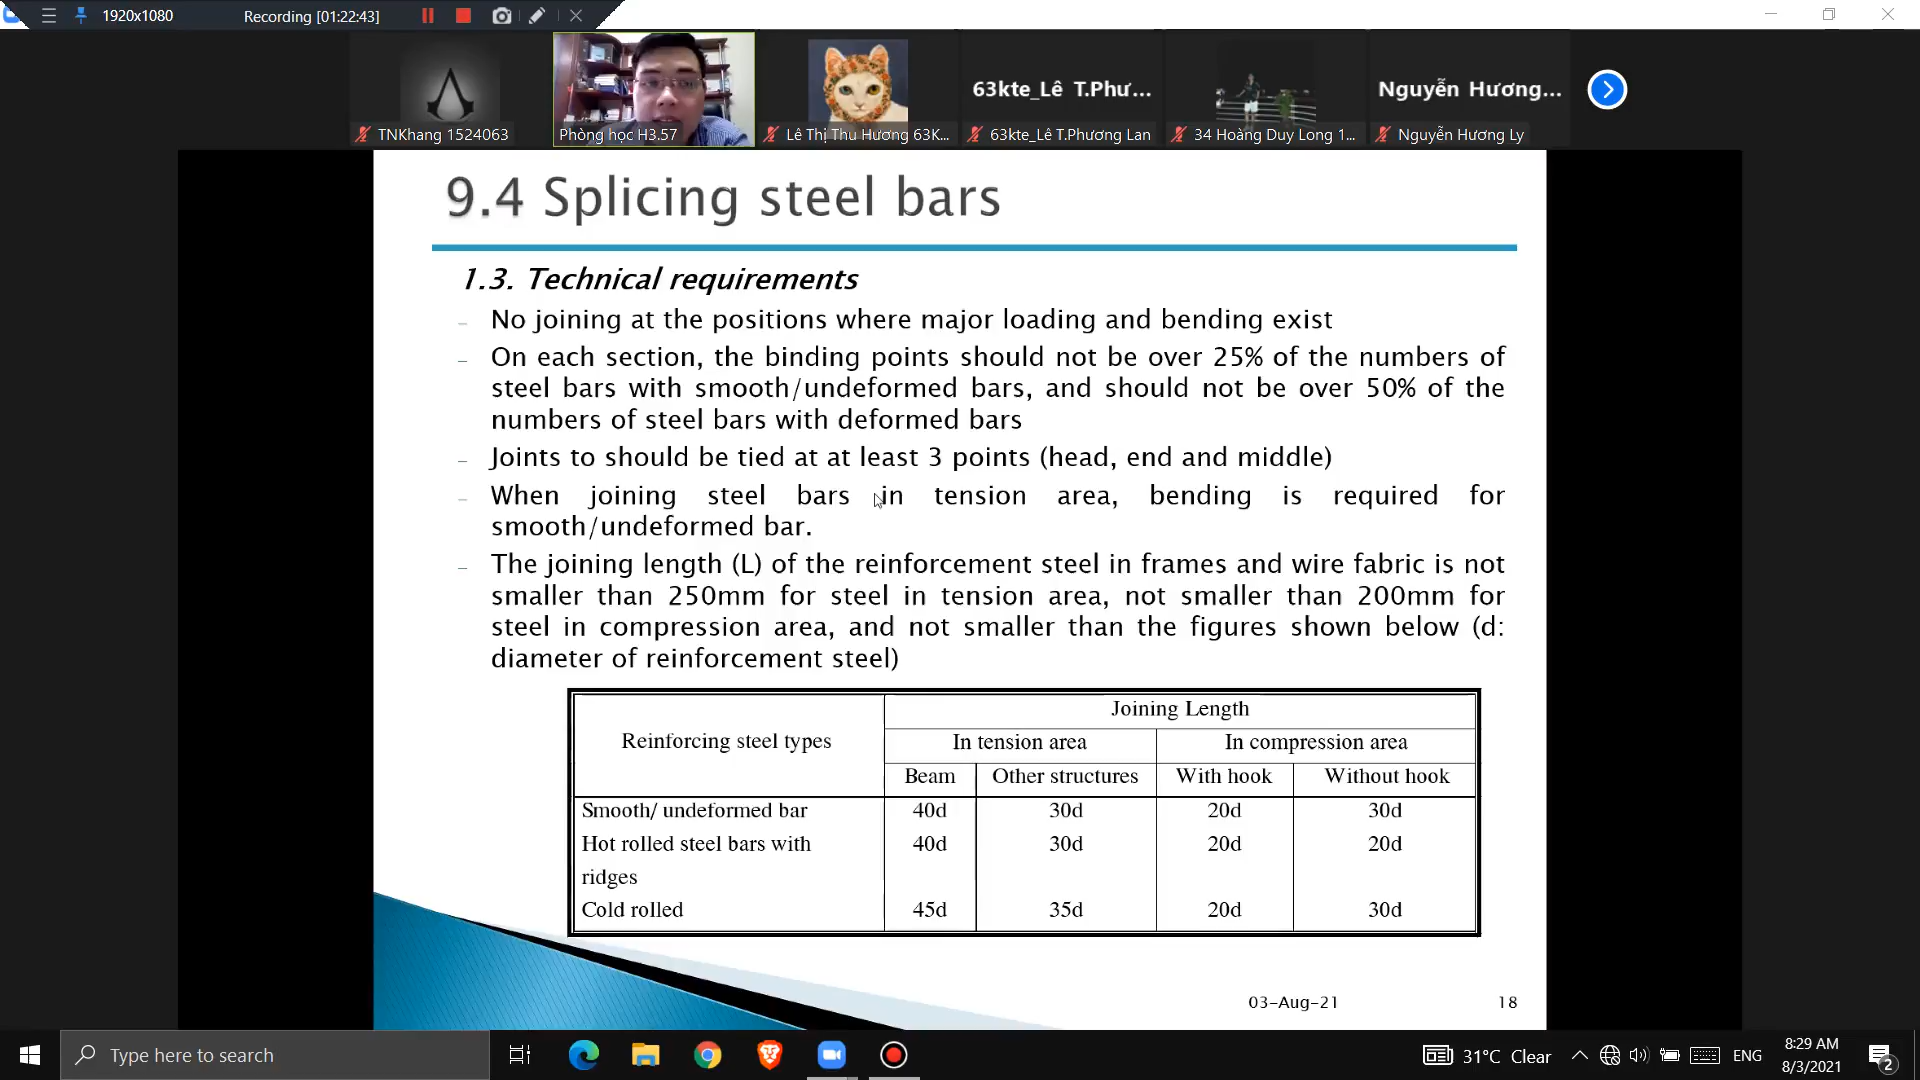 1920x1080
Recording [01:22:43]
63kte_Lê T.Phư...
Nguyễn Hương...
TNKhang 1524063
Phòng học H3.57
Lê Thị Thu Hương 63K...
63kte_Lê T.Phương Lan
34 Hoàng Duy Long 1...
Nguyễn Hương Ly
9.4 Splicing steel bars
1.3. Technical requirements
– No joining at the positions where major loading and bending exist
– On each section, the binding points should not be over 25% of the numbers of
steel bars with smooth/undeformed bars, and should not be over 50% of the
numbers of steel bars with deformed bars
– Joints to should be tied at at least 3 points (head, end and middle)
– When joining steel bars in tension area, bending is required for
smooth/undeformed bar.
– The joining length (L) of the reinforcement steel in frames and wire fabric is not
smaller than 250mm for steel in tension area, not smaller than 200mm for
steel in compression area, and not smaller than the figures shown below (d:
diameter of reinforcement steel)
Joining Length
Reinforcing steel types
In tension area In compression area
Beam Other structures With hook Without hook
Smooth/ undeformed bar 40d 30d 20d 30d
Hot rolled steel bars with 40d 30d 20d 20d
ridges
Cold rolled 45d 35d 20d 30d
03-Aug-21 18
Type here to search
31°C Clear
ENG
8:29 AM
8/3/2021
2